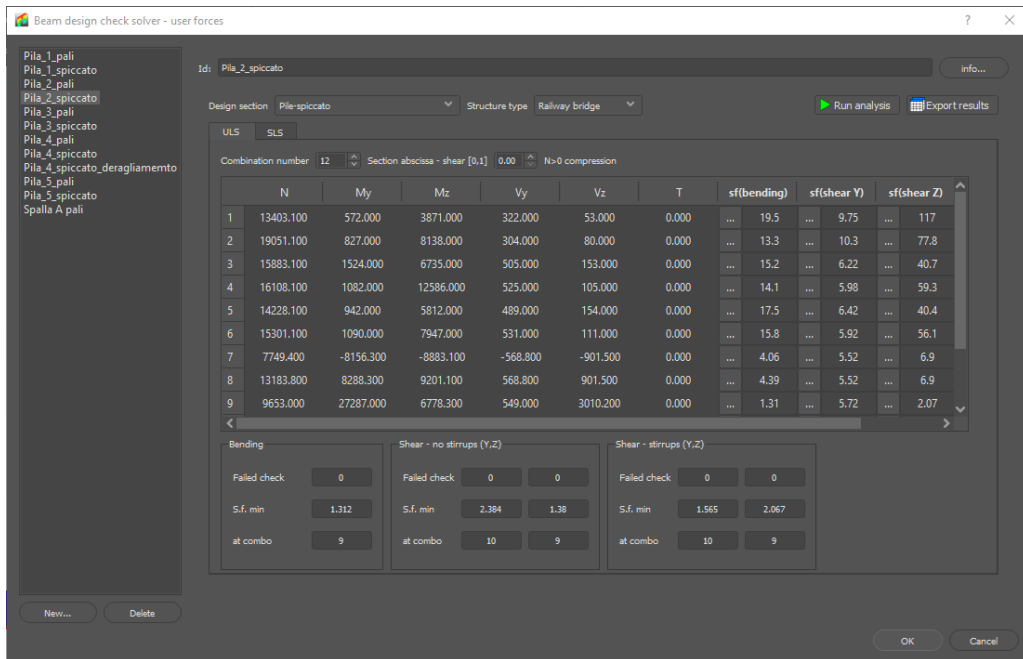 Beam design check solver - user forces
Pila_1_pali
Pila_1_spiccato
Pila_2_pali
Pila_2_spiccato
Pila_3_pali
Pila_3_spiccato
Pila_4_pali
Pila_4_spiccato
Pila_4_spiccato_deragliamemto
Pila_5_pali
Pila_5_spiccato
Spalla A pali
New... Delete
Id: Pila_2_spiccato info...
Design section Pile-spiccato Structure type Railway bridge Run analysis Export results
ULS SLS
Combination number 12 Section abscissa - shear [0,1] 0.00 N>0 compression
N My Mz Vy Vz T sf(bending) sf(shear Y) sf(shear Z)
1 13403.100 572.000 3871.000 322.000 53.000 0.000 ... 19.5 ... 9.75 ... 117
2 19051.100 827.000 8138.000 304.000 80.000 0.000 ... 13.3 ... 10.3 ... 77.8
3 15883.100 1524.000 6735.000 505.000 153.000 0.000 ... 15.2 ... 6.22 ... 40.7
4 16108.100 1082.000 12586.000 525.000 105.000 0.000 ... 14.1 ... 5.98 ... 59.3
5 14228.100 942.000 5812.000 489.000 154.000 0.000 ... 17.5 ... 6.42 ... 40.4
6 15301.100 1090.000 7947.000 531.000 111.000 0.000 ... 15.8 ... 5.92 ... 56.1
7 7749.400 -8156.300 -8883.100 -568.800 -901.500 0.000 ... 4.06 ... 5.52 ... 6.9
8 13183.800 8288.300 9201.100 568.800 901.500 0.000 ... 4.39 ... 5.52 ... 6.9
9 9653.000 27287.000 6778.300 549.000 3010.200 0.000 ... 1.31 ... 5.72 ... 2.07
Bending Shear - no stirrups (Y,Z) Shear - stirrups (Y,Z)
Failed check 0 Failed check 0 0 Failed check 0 0
S.f. min 1.312 S.f. min 2.384 1.38 S.f. min 1.565 2.067
at combo 9 at combo 10 9 at combo 10 9
OK Cancel